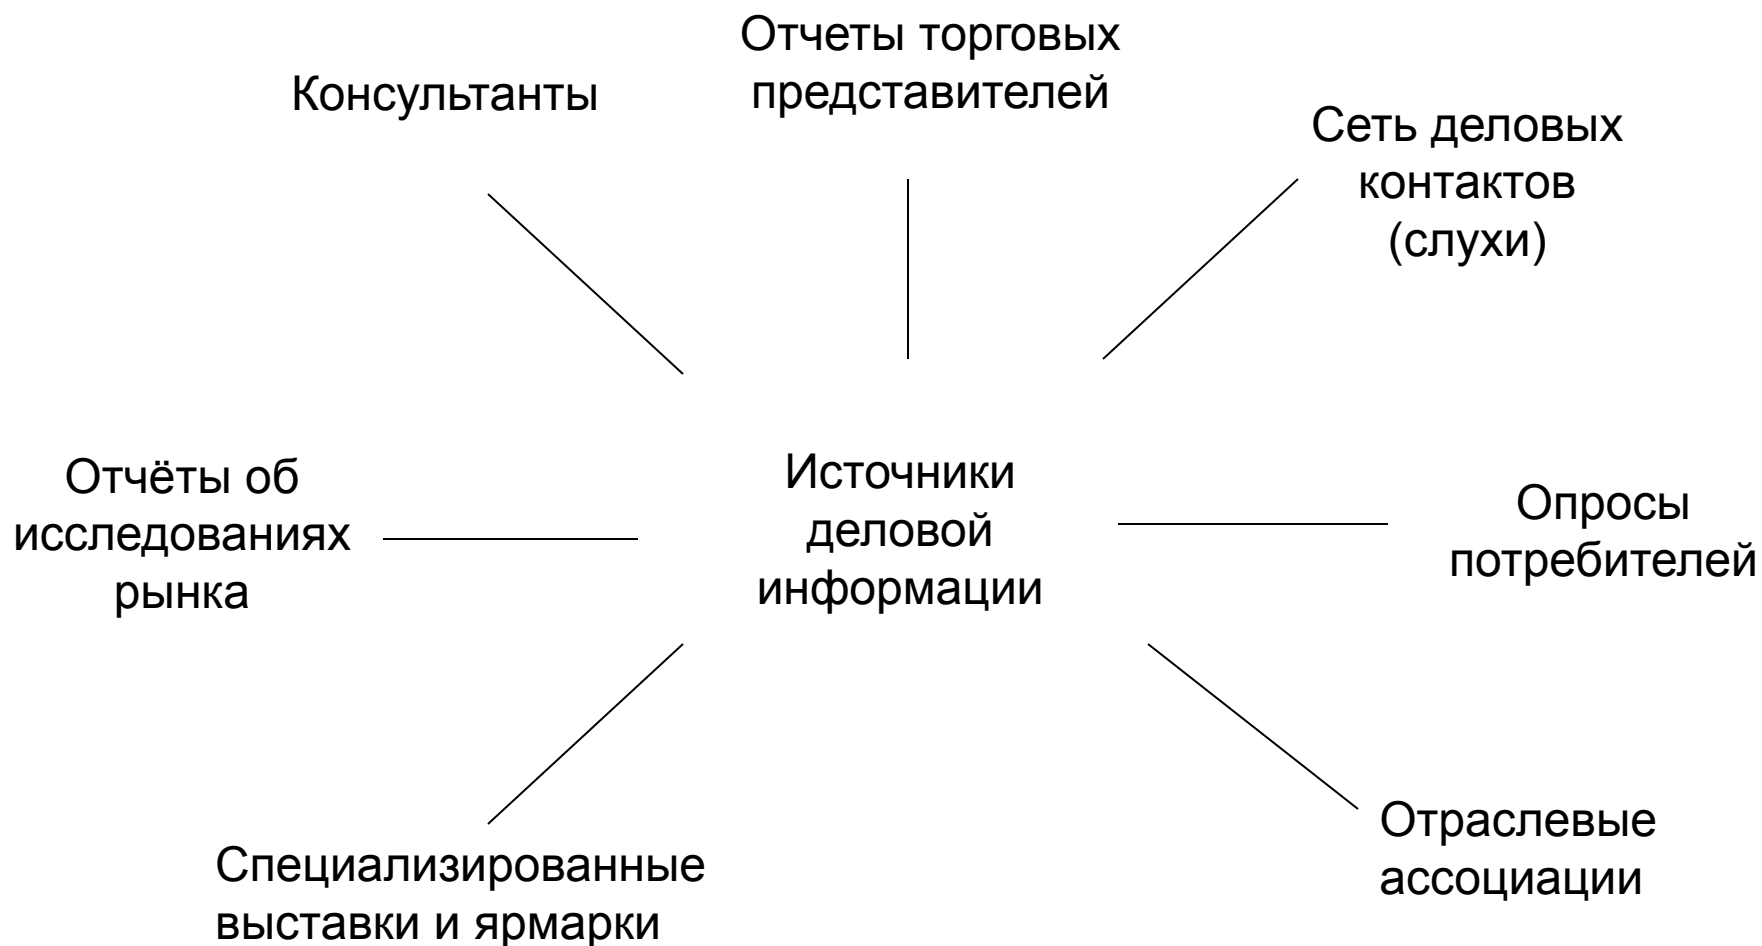 Отчеты торговых
представителей
Консультанты
Сеть деловых
контактов
(слухи)
Отчёты об
исследованиях
рынка
Источники
деловой
информации
Опросы
потребителей
Специализированные
выставки и ярмарки
Отраслевые
ассоциации